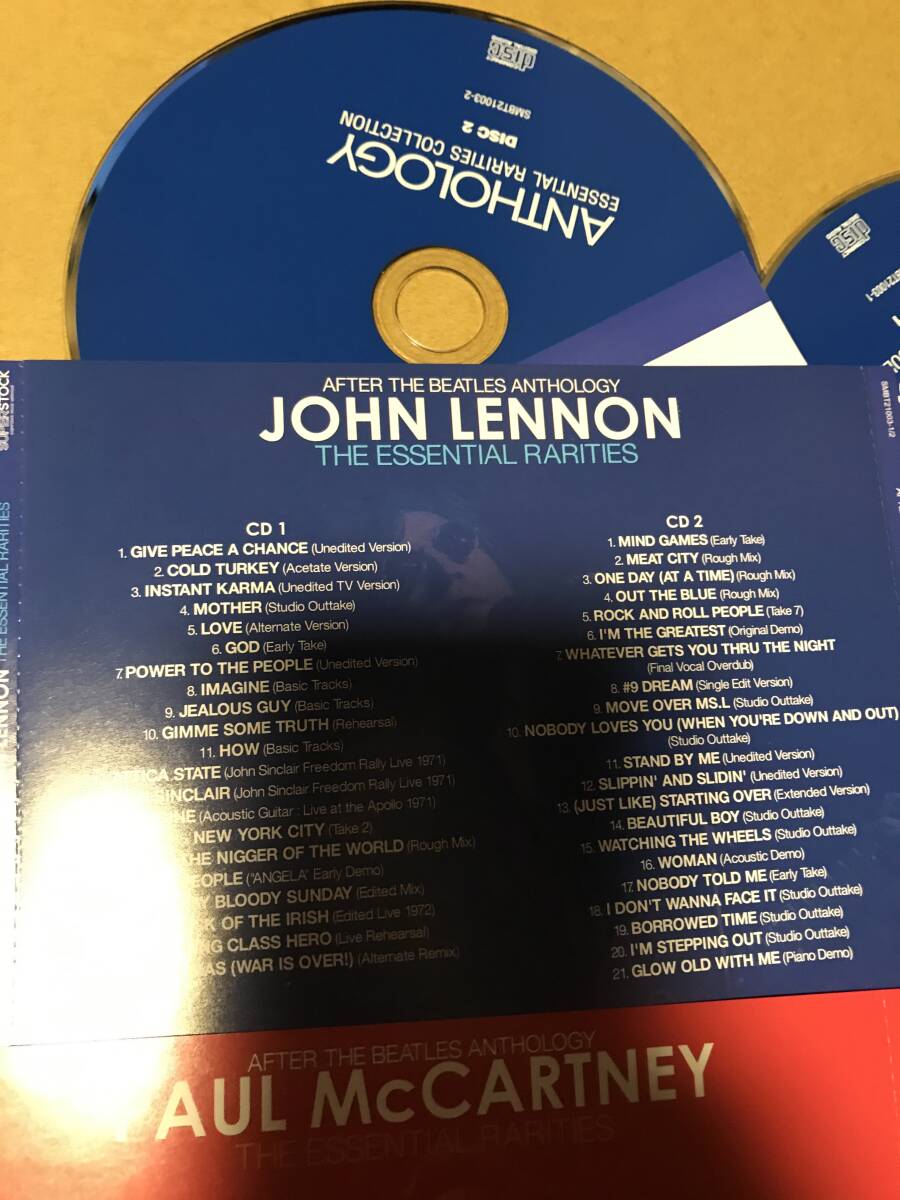 disc
SMBT21003-2
DISC 2
ESSENTIAL RARITIES COLLECTION
ANTHOLOGY
disc
SUPERSTOCK
THE ESSENTIAL RARITIES
LENNON
SMBT21003-1/2
AFTER THE BEATLES ANTHOLOGY
JOHN LENNON
THE ESSENTIAL RARITIES
CD 1
1. GIVE PEACE A CHANCE (Unedited Version)
2. COLD TURKEY (Acetate Version)
3. INSTANT KARMA (Unedited TV Version)
4. MOTHER (Studio Outtake)
5. LOVE (Alternate Version)
6. GOD (Early Take)
7. POWER TO THE PEOPLE (Unedited Version)
8. IMAGINE (Basic Tracks)
9. JEALOUS GUY (Basic Tracks)
10. GIMME SOME TRUTH (Rehearsal)
11. HOW (Basic Tracks)
ATTICA STATE (John Sinclair Freedom Rally Live 1971)
SINCLAIR (John Sinclair Freedom Rally Live 1971)
(Acoustic Guitar : Live at the Apollo 1971)
NEW YORK CITY (Take 2)
THE NIGGER OF THE WORLD (Rough Mix)
PEOPLE ("ANGELA" Early Demo)
BLOODY SUNDAY (Edited Mix)
OF THE IRISH (Edited Live 1972)
CLASS HERO (Live Rehearsal)
(WAR IS OVER!) (Alternate Remix)
CD 2
1. MIND GAMES (Early Take)
2. MEAT CITY (Rough Mix)
3. ONE DAY (AT A TIME) (Rough Mix)
4. OUT THE BLUE (Rough Mix)
5. ROCK AND ROLL PEOPLE (Take 7)
6. I'M THE GREATEST (Original Demo)
7. WHATEVER GETS YOU THRU THE NIGHT
(Final Vocal Overdub)
8. #9 DREAM (Single Edit Version)
9. MOVE OVER MS.L (Studio Outtake)
10. NOBODY LOVES YOU (WHEN YOU'RE DOWN AND OUT)
(Studio Outtake)
11. STAND BY ME (Unedited Version)
12. SLIPPIN' AND SLIDIN' (Unedited Version)
13. (JUST LIKE) STARTING OVER (Extended Version)
14. BEAUTIFUL BOY (Studio Outtake)
15. WATCHING THE WHEELS (Studio Outtake)
16. WOMAN (Acoustic Demo)
17. NOBODY TOLD ME (Early Take)
18. I DON'T WANNA FACE IT (Studio Outtake)
19. BORROWED TIME (Studio Outtake)
20. I'M STEPPING OUT (Studio Outtake)
21. GLOW OLD WITH ME (Piano Demo)
AFTER THE BEATLES ANTHOLOGY
PAUL McCARTNEY
THE ESSENTIAL RARITIES